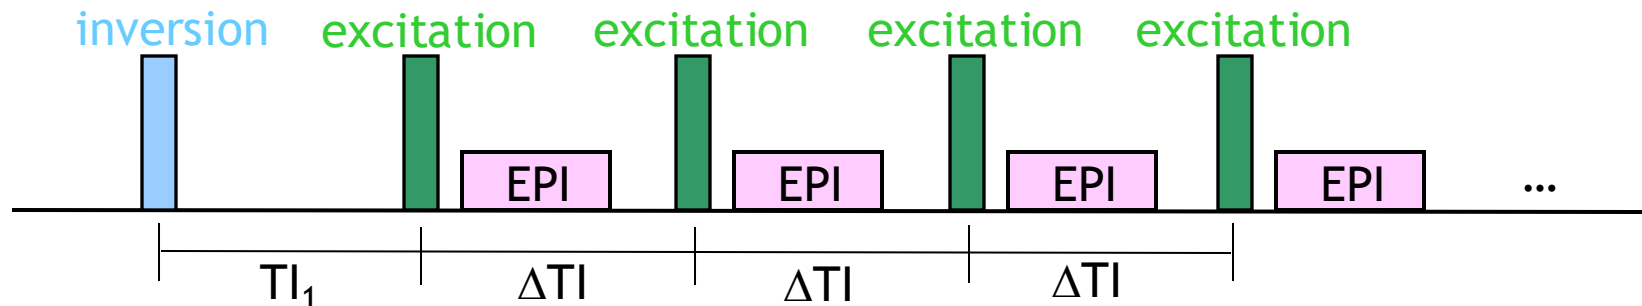 inversion excitation excitation excitation excitation
EPI EPI EPI EPI ...
TI₁ ΔTI ΔTI ΔTI